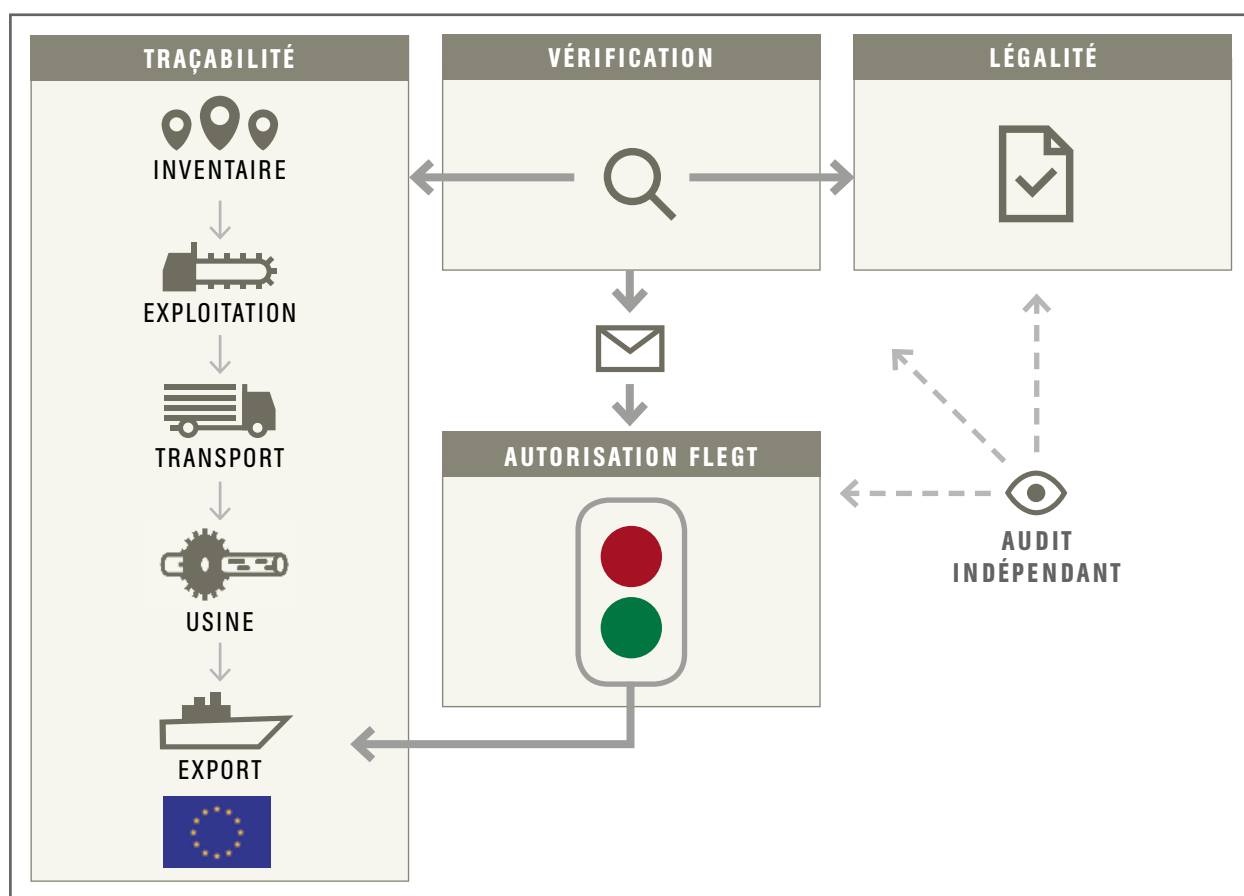 TRAÇABILITÉ
INVENTAIRE
EXPLOITATION
TRANSPORT
USINE
EXPORT
VÉRIFICATION
LÉGALITÉ
AUTORISATION FLEGT
AUDIT
INDÉPENDANT